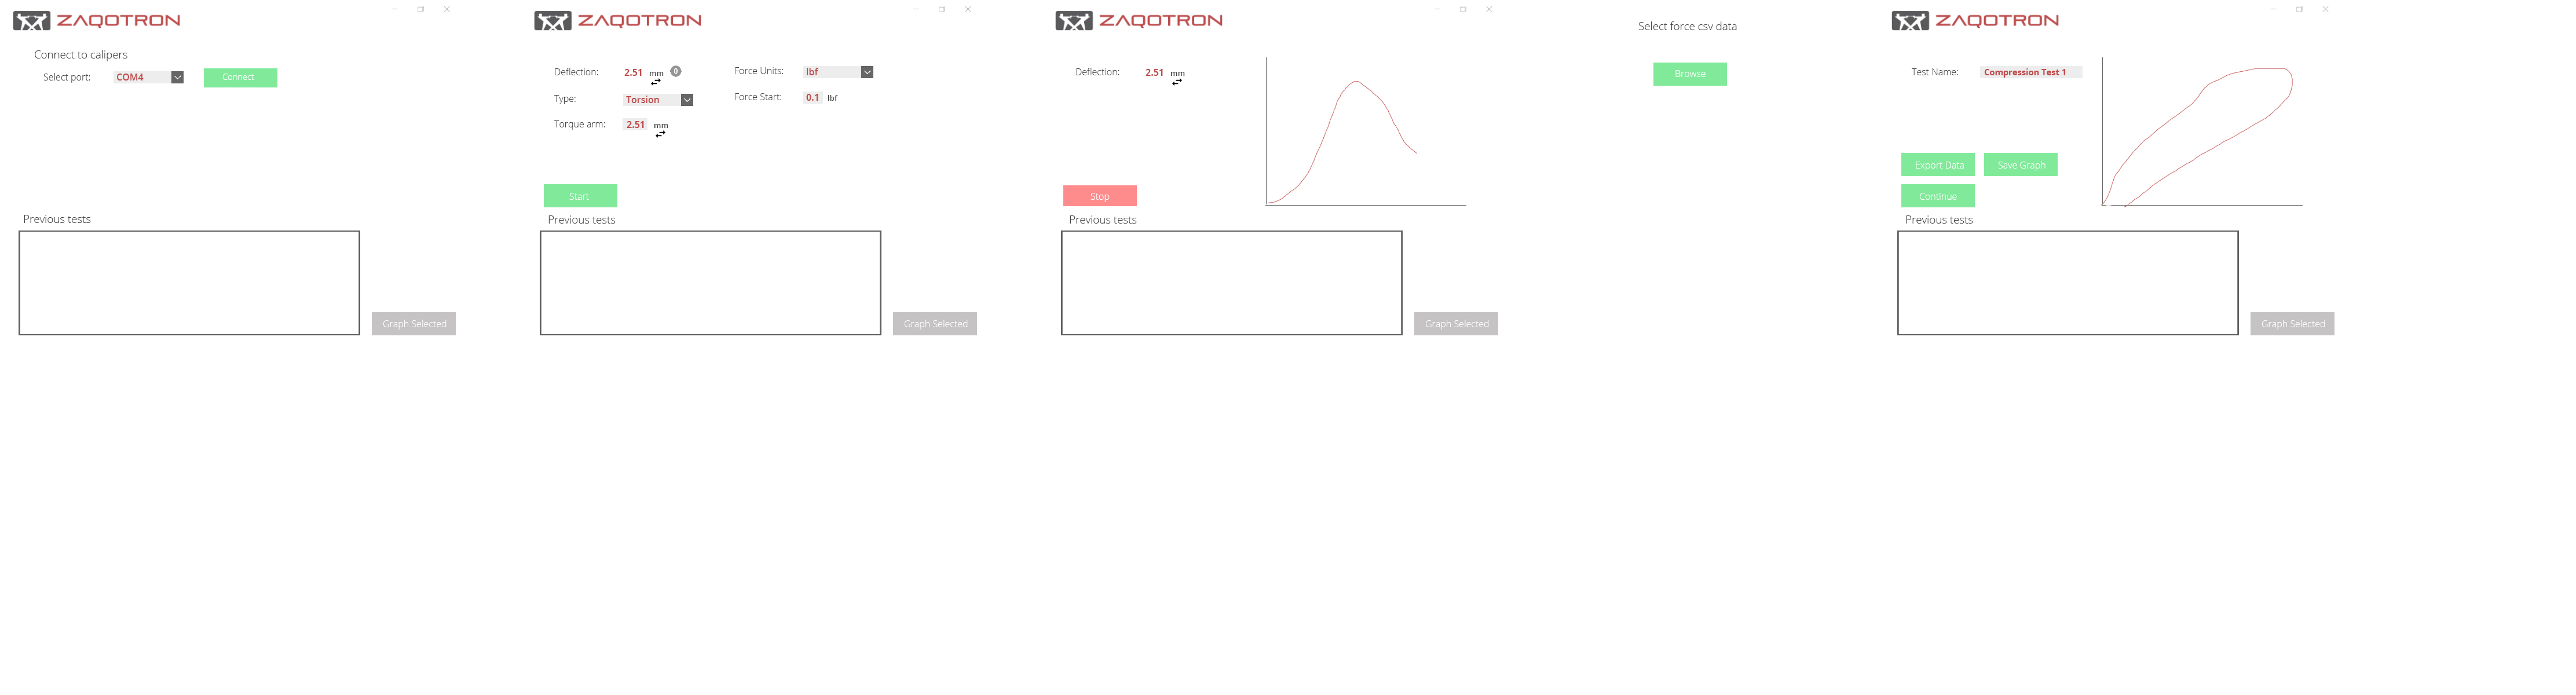 ZAQOTRON
Connect to calipers
Select port: COM4 Connect
Previous tests
Graph Selected
ZAQOTRON
Deflection: 2.51 mm 0
Type: Torsion
Torque arm: 2.51 mm
Force Units: lbf
Force Start: 0.1 lbf
Start
Previous tests
Graph Selected
ZAQOTRON
Deflection: 2.51 mm
Stop
Previous tests
Graph Selected
Select force csv data
Browse
ZAQOTRON
Test Name: Compression Test 1
Export Data Save Graph
Continue
Previous tests
Graph Selected